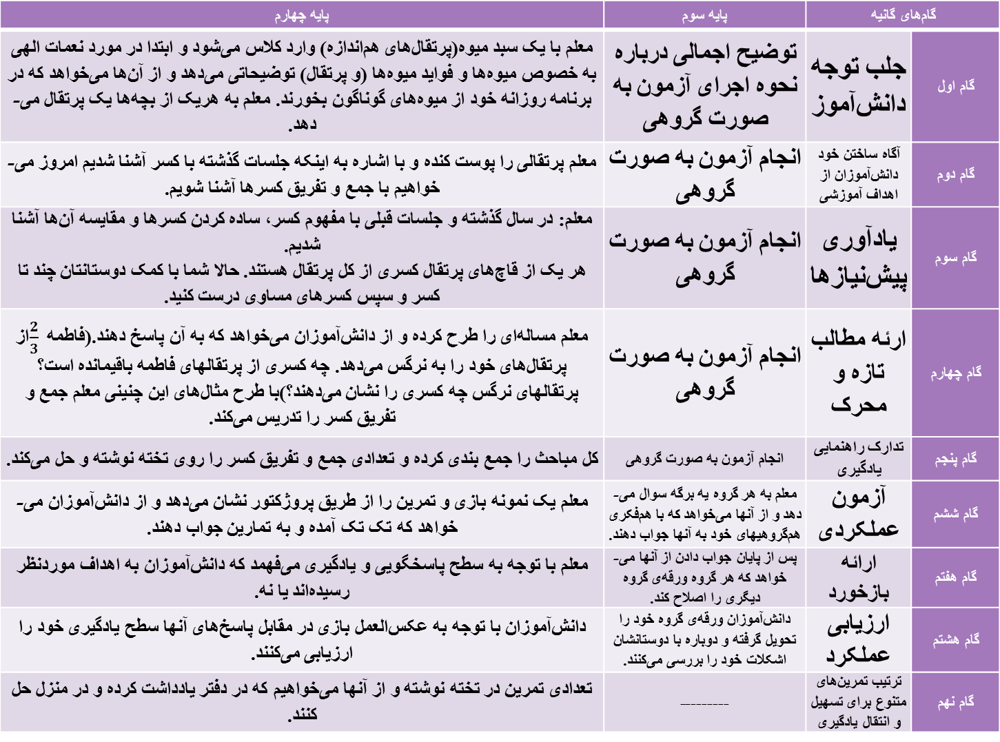 گام‌های گانیه
پایه سوم
پایه چهارم
گام اول
جلب توجه
دانش‌آموز
توضیح اجمالی درباره
نحوه اجرای آزمون به
صورت گروهی
معلم با یک سبد میوه(پرتقال‌های هم‌اندازه) وارد کلاس می‌شود و ابتدا در مورد نعمات الهی
به خصوص میوه‌ها و فواید میوه‌ها (و پرتقال) توضیحاتی می‌دهد و از آن‌ها می‌خواهد که در
برنامه روزانه خود از میوه‌های گوناگون بخورند. معلم به هریک از بچه‌ها یک پرتقال می-
دهد.
گام دوم
آگاه ساختن خود
دانش‌آموزان از
اهداف آموزشی
انجام آزمون به صورت
گروهی
معلم پرتقالی را پوست کنده و با اشاره به اینکه جلسات گذشته با کسر آشنا شدیم امروز می-
خواهیم با جمع و تفریق کسرها آشنا شویم.
گام سوم
یادآوری
پیش‌نیازها
انجام آزمون به صورت
گروهی
معلم: در سال گذشته و جلسات قبلی با مفهوم کسر، ساده کردن کسرها و مقایسه آن‌ها آشنا
شدیم.
هر یک از قاچ‌های پرتقال کسری از کل پرتقال هستند. حالا شما با کمک دوستانتان چند تا
کسر و سپس کسرهای مساوی درست کنید.
گام چهارم
ارئه مطالب
تازه و
محرک
انجام آزمون به صورت
گروهی
معلم مساله‌ای را طرح کرده و از دانش‌آموزان می‌خواهد که به آن پاسخ دهند.(فاطمه 2/3 از
پرتقال‌های خود را به نرگس می‌دهد. چه کسری از پرتقالهای فاطمه باقیمانده است؟
پرتقالهای نرگس چه کسری را نشان می‌دهند؟)با طرح مثال‌های این چنینی معلم جمع و
تفریق کسر را تدریس می‌کند.
گام پنجم
تدارک راهنمایی
یادگیری
انجام آزمون به صورت گروهی
کل مباحث را جمع بندی کرده و تعدادی جمع و تفریق کسر را روی تخته نوشته و حل می‌کند.
گام ششم
آزمون
عملکردی
معلم به هر گروه یه برگه سوال می-
دهد و از آنها می‌خواهد که با هم‌فکری
هم‌گروهیهای خود به آنها جواب دهند.
معلم یک نمونه بازی و تمرین را از طریق پروژکتور نشان می‌دهد و از دانش‌آموزان می-
خواهد که تک تک آمده و به تمارین جواب دهند.
گام هفتم
ارائه
بازخورد
پس از پایان جواب دادن از آنها می-
خواهد که هر گروه ورقه‌ی گروه
دیگری را اصلاح کند.
معلم با توجه به سطح پاسخگویی و یادگیری می‌فهمد که دانش‌آموزان به اهداف موردنظر
رسیده‌اند یا نه.
گام هشتم
ارزیابی
عملکرد
دانش‌آموزان ورقه‌ی گروه خود را
تحویل گرفته و دوباره با دوستانشان
اشکلات خود را بررسی می‌کنند.
دانش‌آموزان با توجه به عکس‌العمل بازی در مقابل پاسخ‌های آنها سطح یادگیری خود را
ارزیابی می‌کنند.
گام نهم
ترتیب تمرین‌های
متنوع برای تسهیل
و انتقال یادگیری
---------
تعدادی تمرین در تخته نوشته و از آنها می‌خواهیم که در دفتر یادداشت کرده و در منزل حل
کنند.